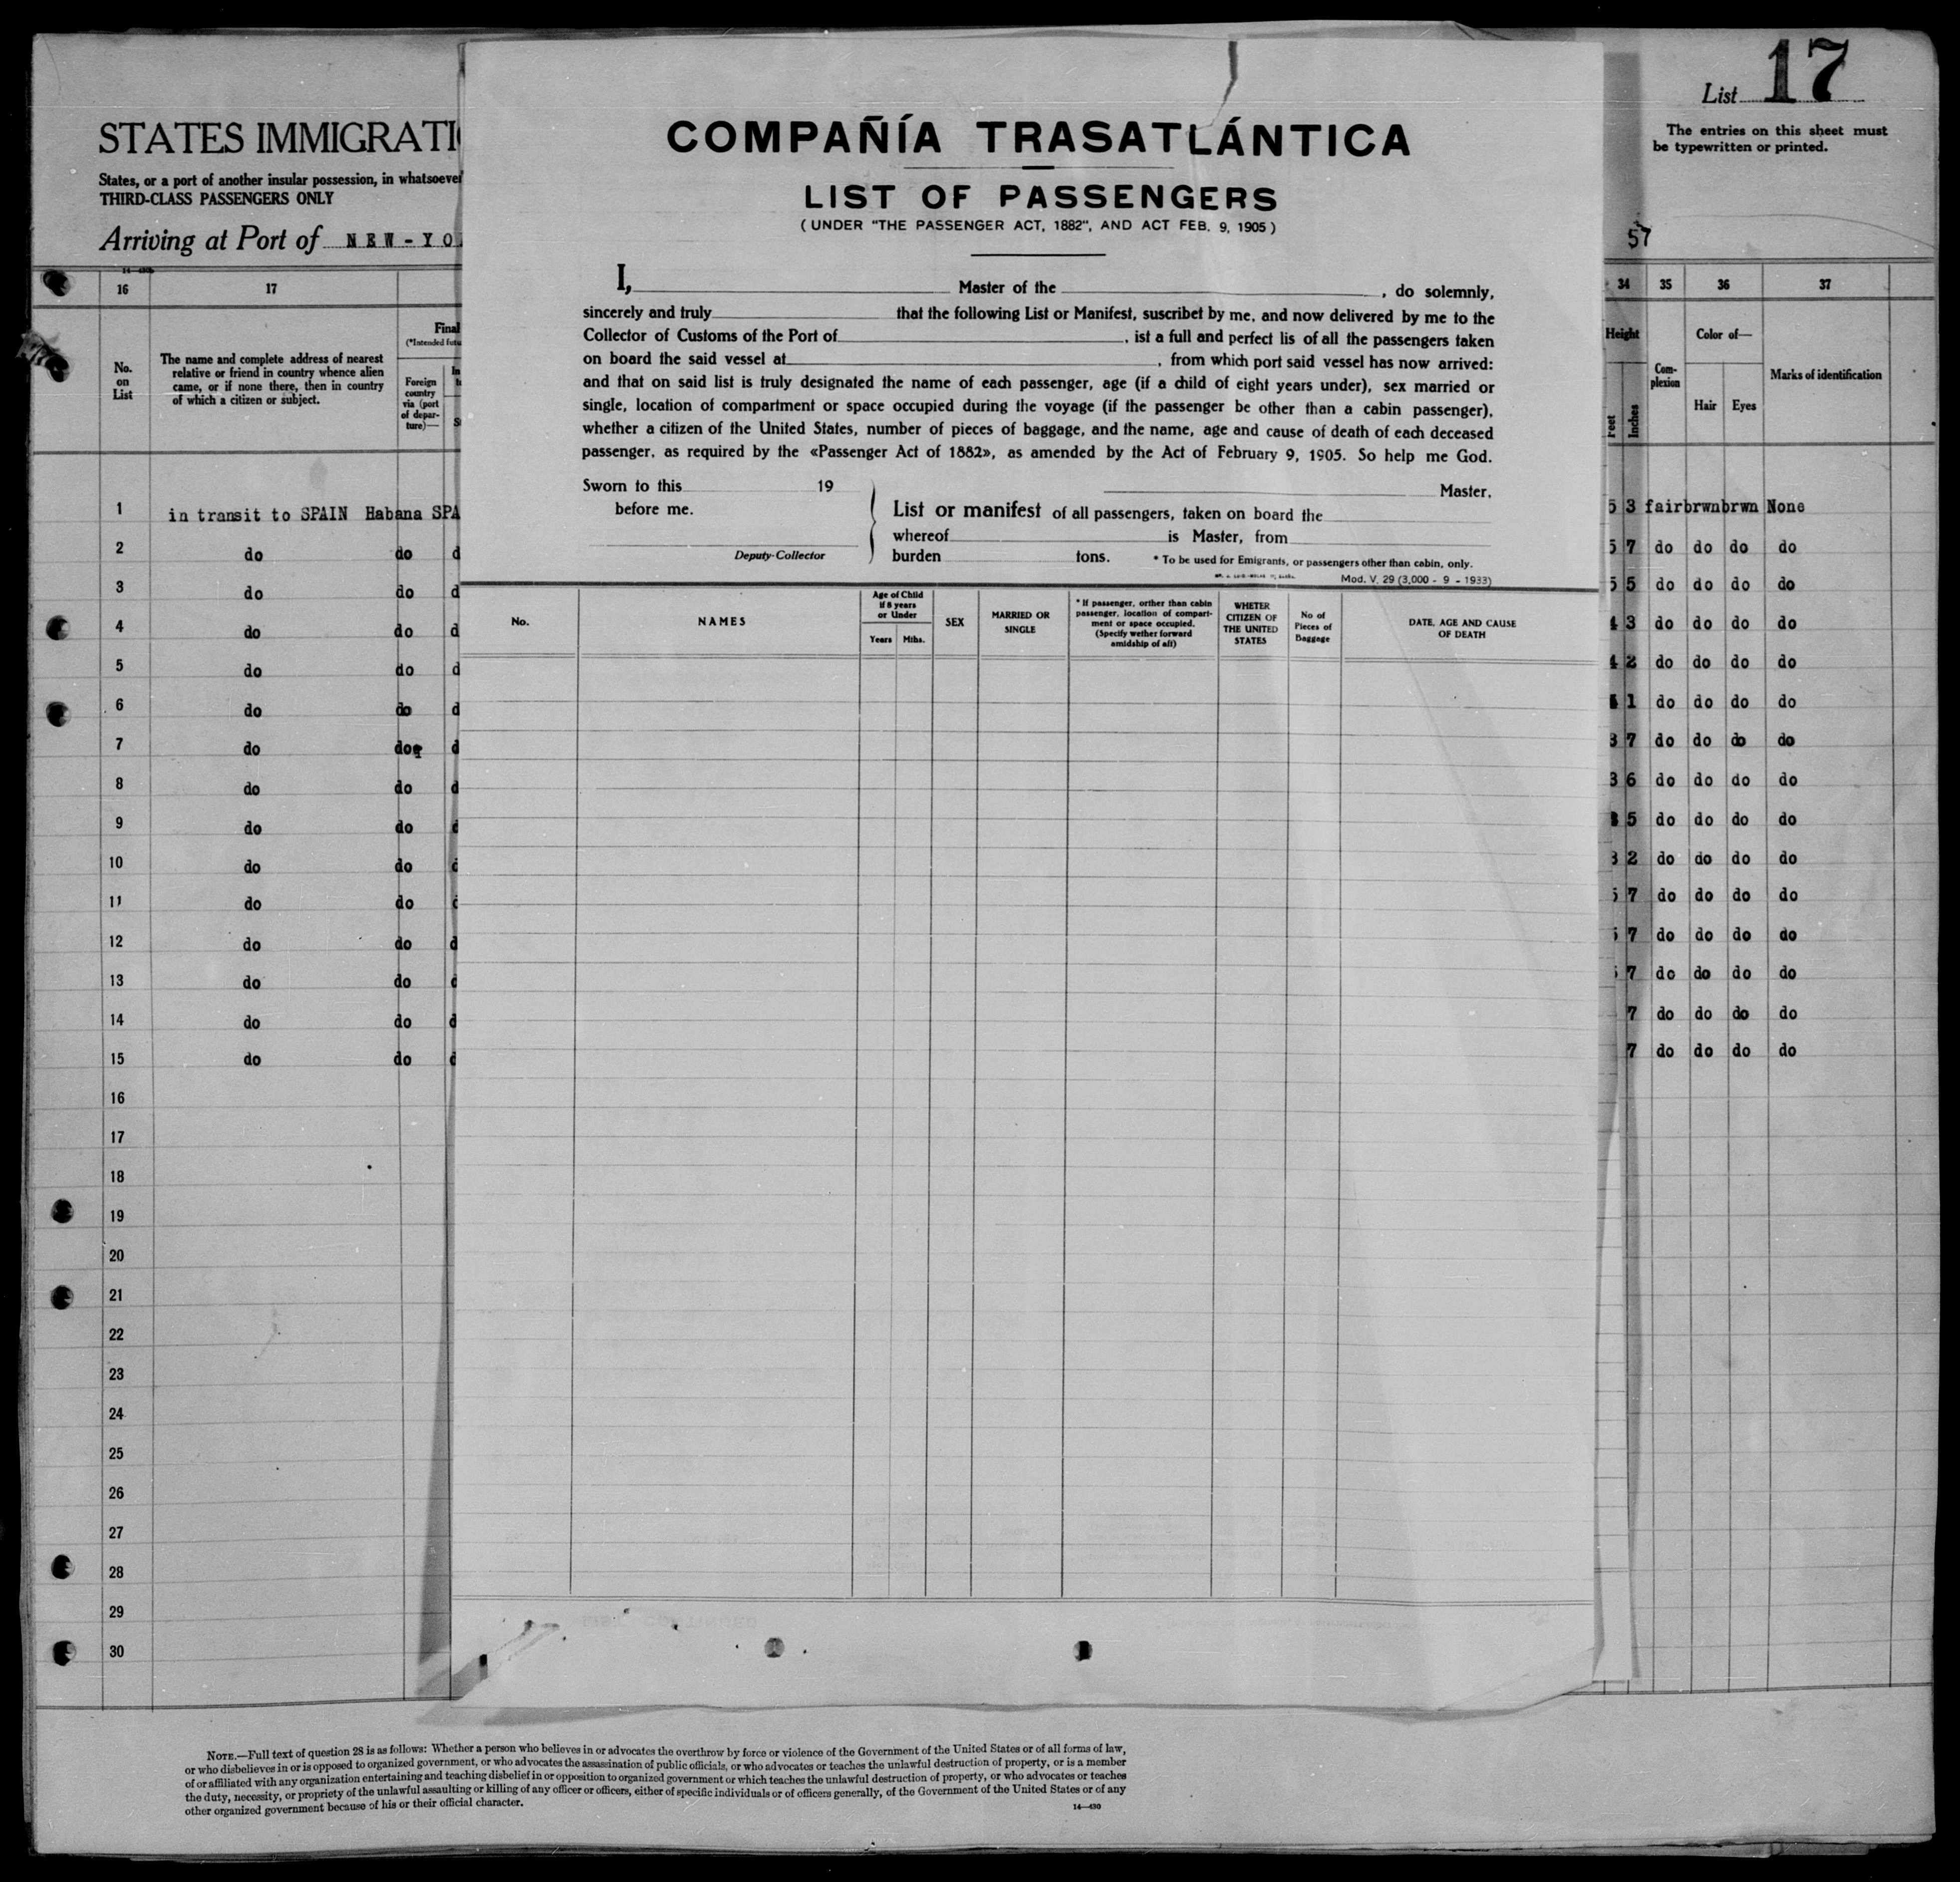 List 17
The entries on this sheet must
be typewritten or printed.
57
STATES IMMIGRATI
States, or a port of another insular possession, in whatsoever
THIRD-CLASS PASSENGERS ONLY
Arriving at Port of NEW-YO
16 17
No. on List
The name and complete address of nearest
relative or friend in country whence alien
came, or if none there, then in country
of which a citizen or subject.
Final
(*Intended futu
Foreign
country
via (port
of depar-
ture)—
1 in transit to SPAIN Habana SPA
2 do do d
3 do do d
4 do do d
5 do do d
6 do do d
7 do do d
8 do do d
9 do do d
10 do do d
11 do do d
12 do do d
13 do do d
14 do do d
15 do do d
16
17
18
19
20
21
22
23
24
25
26
27
28
29
30
COMPAÑÍA TRASATLÁNTICA
LIST OF PASSENGERS
(UNDER "THE PASSENGER ACT, 1882", AND ACT FEB. 9, 1905)
I, Master of the , do solemnly,
sincerely and truly that the following List or Manifest, suscribet by me, and now delivered by me to the
Collector of Customs of the Port of , ist a full and perfect lis of all the passengers taken
on board the said vessel at , from which port said vessel has now arrived:
and that on said list is truly designated the name of each passenger, age (if a child of eight years under), sex married or
single, location of compartment or space occupied during the voyage (if the passenger be other than a cabin passenger),
whether a citizen of the United States, number of pieces of baggage, and the name, age and cause of death of each deceased
passenger, as required by the «Passenger Act of 1882», as amended by the Act of February 9, 1905. So help me God.
Sworn to this 19
before me.
Deputy-Collector
Master.
List or manifest of all passengers, taken on board the
whereof is Master, from
burden tons. * To be used for Emigrants, or passengers other than cabin, only.
Mod. V. 29 (3,000 - 9 - 1933)
No.
NAMES
Age of Child
if 8 years
or Under
Years Mths.
SEX
MARRIED OR
SINGLE
* If passenger, orther than cabin
passenger, location of compart-
ment or space occupied.
(Specify wether forward
amidship of aft)
WHETER
CITIZEN OF
THE UNITED
STATES
No of
Pieces of
Baggage
DATE, AGE AND CAUSE
OF DEATH
34 35 36 37
Height
Feet Inches
Com-
plexion
Color of—
Hair Eyes
Marks of identification
5 3 fair brwn brwn None
5 7 do do do do
5 5 do do do do
4 3 do do do do
4 2 do do do do
1 do do do do
3 7 do do do do
3 6 do do do do
5 do do do do
3 2 do do do do
7 do do do do
7 do do do do
7 do do do do
7 do do do do
7 do do do do
NOTE.—Full text of question 28 is as follows: Whether a person who believes in or advocates the overthrow by force or violence of the Government of the United States or of all forms of law,
or who disbelieves in or is opposed to organized government, or who advocates the assassination of public officials, or who advocates or teaches the unlawful destruction of property, or is a member
of or affiliated with any organization entertaining and teaching disbelief in or opposition to organized government or which teaches the unlawful destruction of property, or who advocates or teaches
the duty, necessity, or propriety of the unlawful assaulting or killing of any officer or officers, either of specific individuals or of officers generally, of the Government of the United States or of any
other organized government because of his or their official character.
14—430